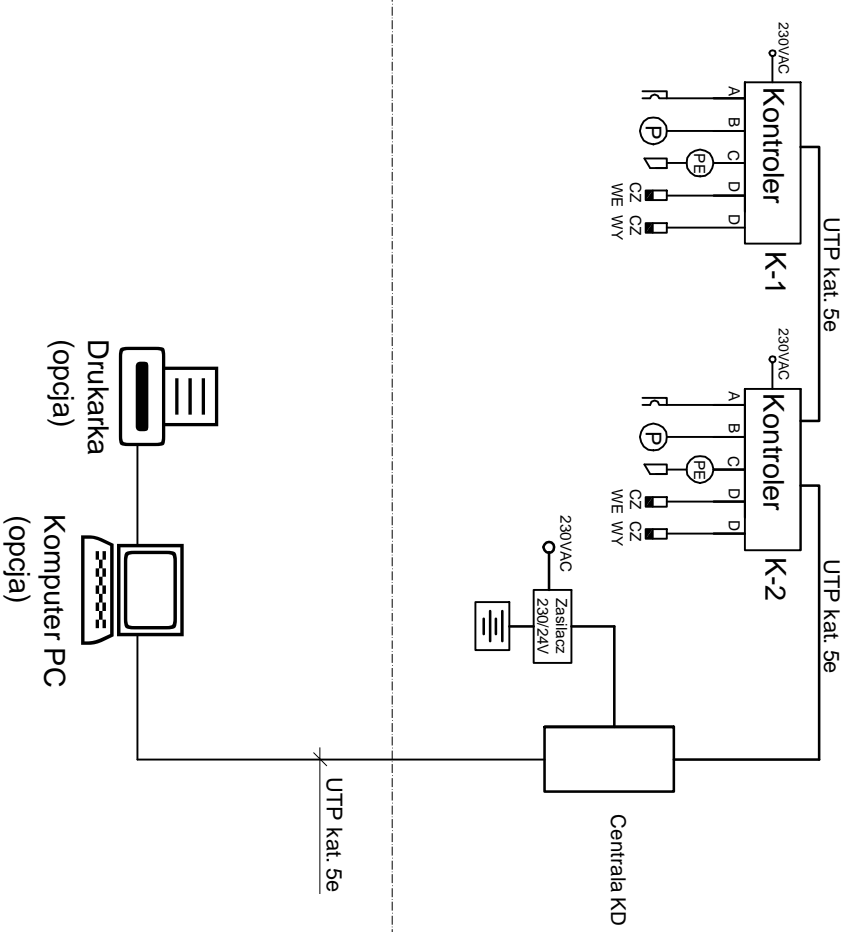 UTP kat. 5e
UTP kat. 5e
230VAC
Kontroler
K-1
A
B
C
D
D
P
PE
CZ
WE
CZ
WY
230VAC
Kontroler
K-2
A
B
C
D
D
P
PE
CZ
WE
CZ
WY
Centrala KD
230VAC
Zasilacz
230/24V
UTP kat. 5e
Drukarka
(opcja)
Komputer PC
(opcja)